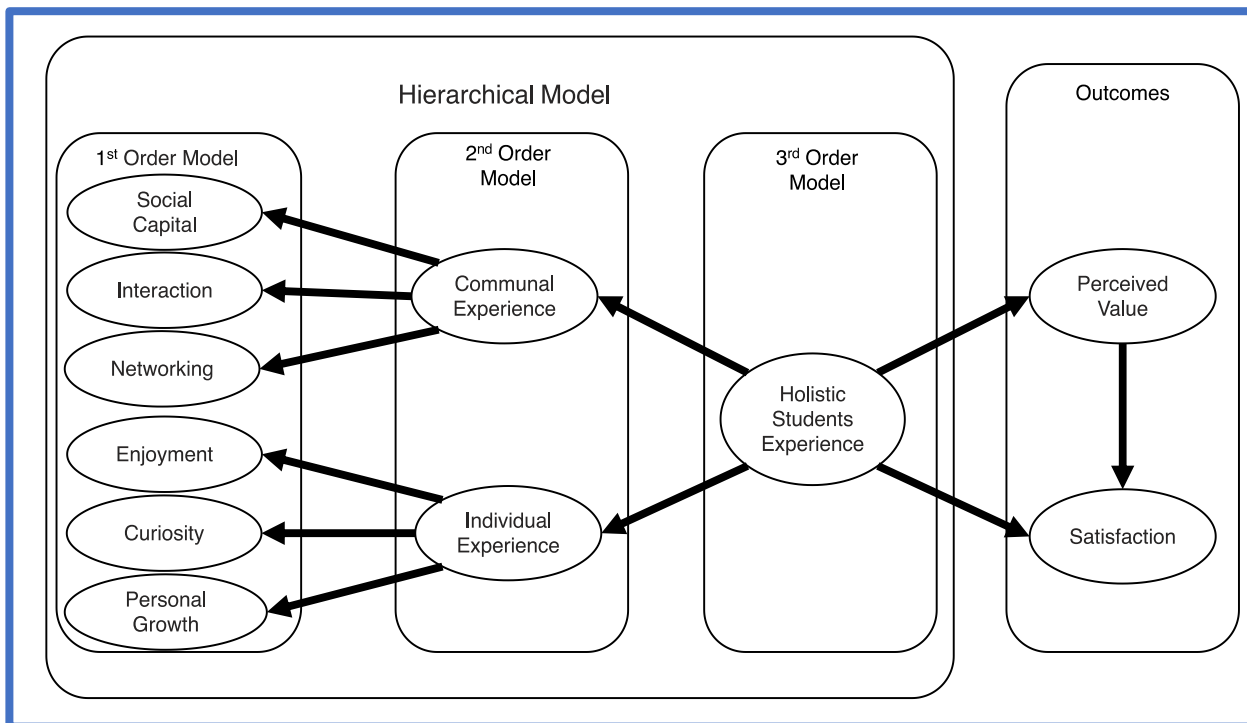 Hierarchical Model
Outcomes
1st Order Model
2nd Order
Model
3rd Order
Model
Social
Capital
Interaction
Networking
Enjoyment
Curiosity
Personal
Growth
Communal
Experience
Individual
Experience
Holistic
Students
Experience
Perceived
Value
Satisfaction